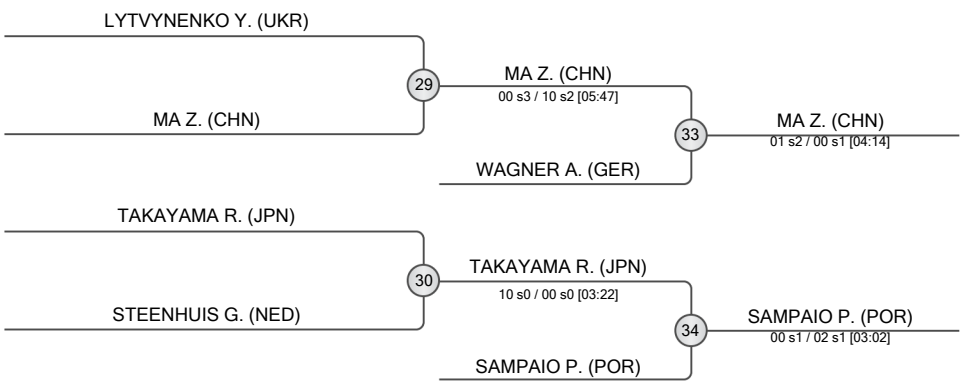 LYTVYNENKO Y. (UKR)
29
MA Z. (CHN)
00 s3 / 10 s2 [05:47]
MA Z. (CHN)
33
MA Z. (CHN)
01 s2 / 00 s1 [04:14]
WAGNER A. (GER)
TAKAYAMA R. (JPN)
30
TAKAYAMA R. (JPN)
10 s0 / 00 s0 [03:22]
STEENHUIS G. (NED)
34
SAMPAIO P. (POR)
00 s1 / 02 s1 [03:02]
SAMPAIO P. (POR)